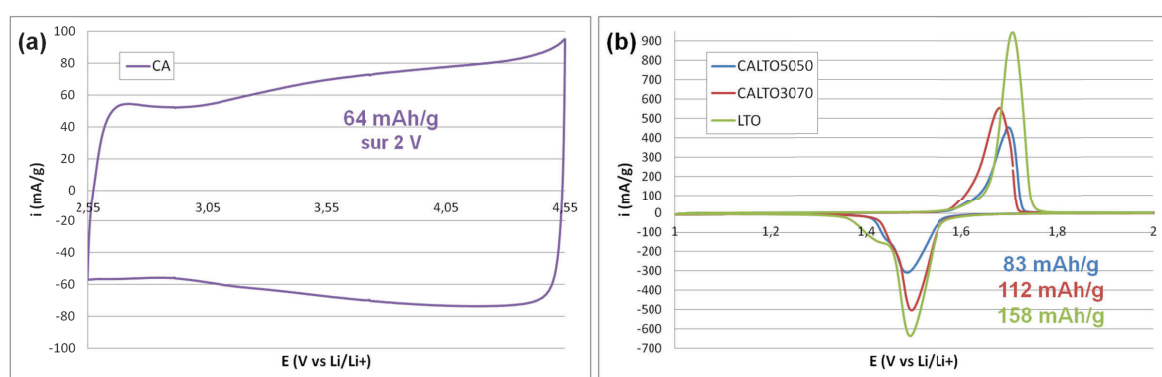 (a)
100
80
60
40
20
0
-20
-40
-60
-80
-100
i (mA/g)
CA
64 mAh/g
sur 2 V
2,55
3,05
3,55
4,05
4,55
E (V vs Li/Li+)
(b)
900
800
700
600
500
400
300
200
100
0
-100
-200
-300
-400
-500
-600
-700
i (mA/g)
CALTO5050
CALTO3070
LTO
1
1,2
1,4
1,6
1,8
2
83 mAh/g
112 mAh/g
158 mAh/g
E (V vs Li/Li+)